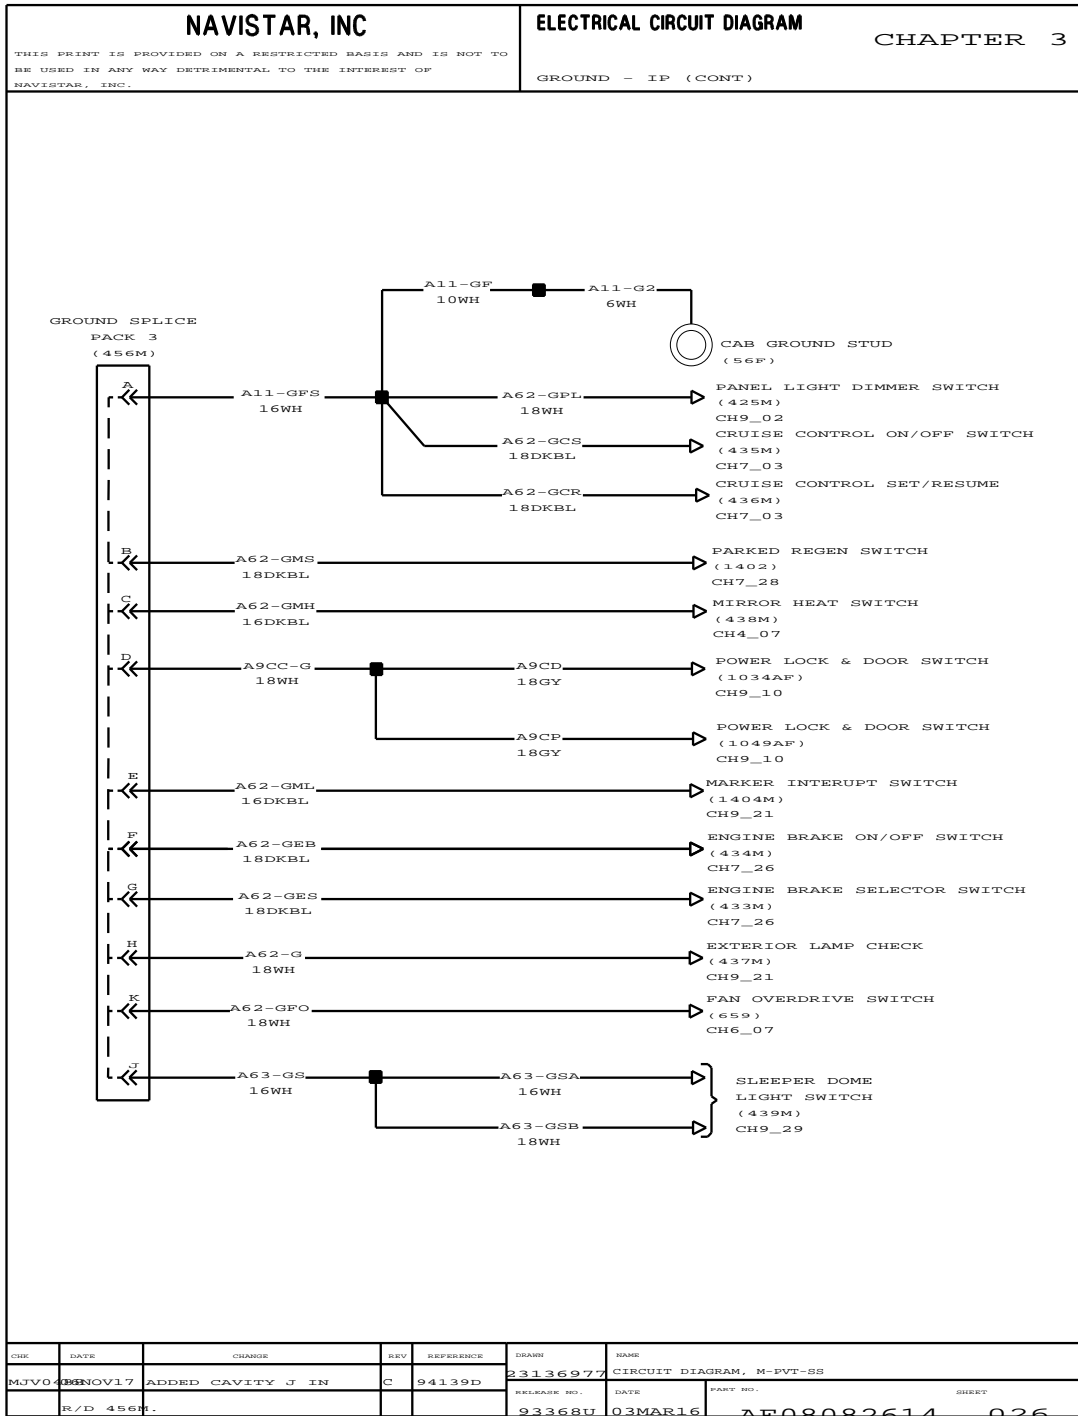 NAVISTAR, INC
THIS PRINT IS PROVIDED ON A RESTRICTED BASIS AND IS NOT TO
BE USED IN ANY WAY DETRIMENTAL TO THE INTEREST OF
NAVISTAR, INC.
ELECTRICAL CIRCUIT DIAGRAM
CHAPTER 3
GROUND - IP (CONT)
A11-GF
10WH
A11-G2
6WH
CAB GROUND STUD
(56F)
GROUND SPLICE
PACK 3
(456M)
A
A11-GFS
16WH
A62-GPL
18WH
PANEL LIGHT DIMMER SWITCH
(425M)
CH9_02
A62-GCS
18DKBL
CRUISE CONTROL ON/OFF SWITCH
(435M)
CH7_03
A62-GCR
18DKBL
CRUISE CONTROL SET/RESUME
(436M)
CH7_03
B
A62-GMS
18DKBL
PARKED REGEN SWITCH
(1402)
CH7_28
C
A62-GMH
16DKBL
MIRROR HEAT SWITCH
(438M)
CH4_07
D
A9CC-G
18WH
A9CD
18GY
POWER LOCK & DOOR SWITCH
(1034AF)
CH9_10
A9CP
18GY
POWER LOCK & DOOR SWITCH
(1049AF)
CH9_10
E
A62-GML
16DKBL
MARKER INTERUPT SWITCH
(1404M)
CH9_21
F
A62-GEB
18DKBL
ENGINE BRAKE ON/OFF SWITCH
(434M)
CH7_26
G
A62-GES
18DKBL
ENGINE BRAKE SELECTOR SWITCH
(433M)
CH7_26
H
A62-G
18WH
EXTERIOR LAMP CHECK
(437M)
CH9_21
K
A62-GFO
18WH
FAN OVERDRIVE SWITCH
(659)
CH6_07
J
A63-GS
16WH
A63-GSA
16WH
A63-GSB
18WH
SLEEPER DOME
LIGHT SWITCH
(439M)
CH9_29
CHK DATE CHANGE REV REFERENCE
NOV17 ADDED CAVITY J IN C 94139D
R/D 456M.
DRAWN
23136977
NAME
CIRCUIT DIAGRAM, M-PVT-SS
RELEASE NO.
93368U
DATE
03MAR16
PART NO. SHEET
AF08082614 026